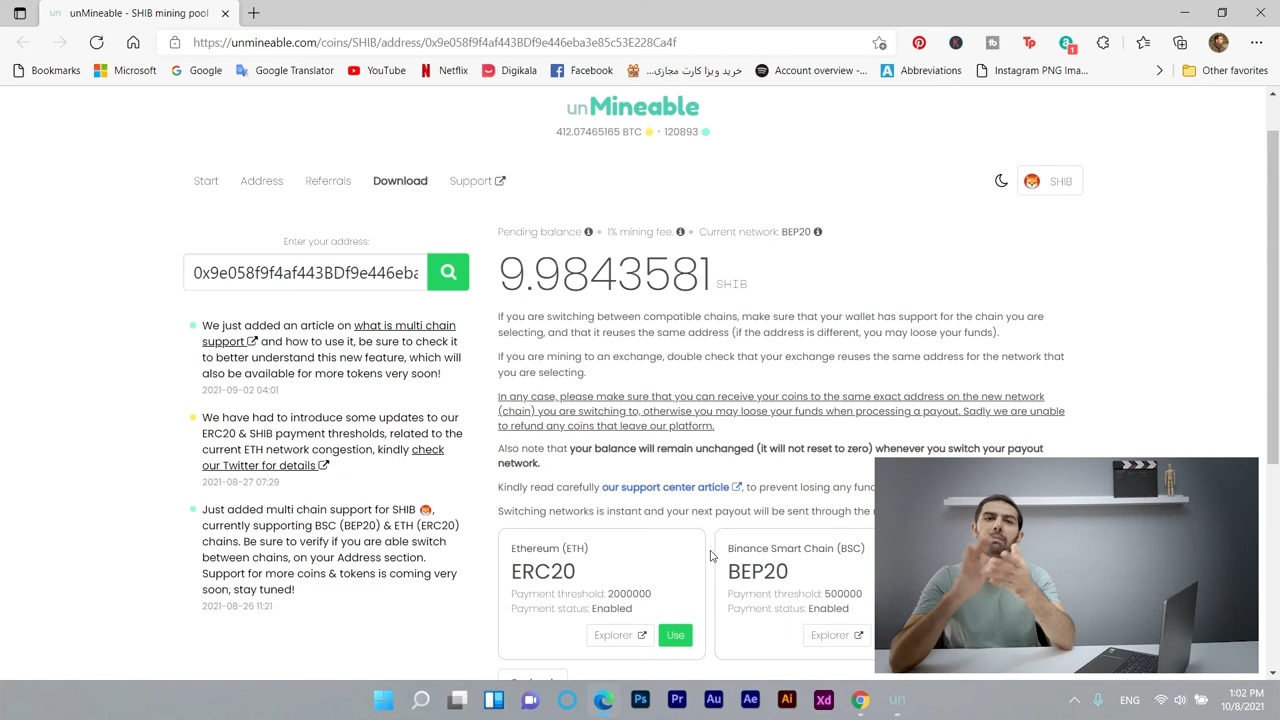 unMineable - SHIB mining pool
https://unmineable.com/coins/SHIB/address/0x9e058f9f4af443BDf9e446eba3e85c53E228Ca4f
Bookmarks
Microsoft
Google
Google Translator
YouTube
Netflix
Digikala
Facebook
خرید ویزا کارت مجازی...
Account overview -...
Abbreviations
Instagram PNG Ima...
Other favorites
unMineable
412.07465165 BTC • 120893
Start
Address
Referrals
Download
Support
SHIB
Enter your address:
0x9e058f9f4af443BDf9e446eba
We just added an article on what is multi chain
support and how to use it, be sure to check it
to better understand this new feature, which will
also be available for more tokens very soon!
2021-09-02 04:01
We have had to introduce some updates to our
ERC20 & SHIB payment thresholds, related to the
current ETH network congestion, kindly check
our Twitter for details
2021-08-27 07:29
Just added multi chain support for SHIB
currently supporting BSC (BEP20) & ETH (ERC20)
chains. Be sure to verify if you are able switch
between chains, on your Address section.
Support for more coins & tokens is coming very
soon, stay tuned!
2021-08-26 11:21
Pending balance • 1% mining fee. • Current network: BEP20
9.9843581 SHIB
If you are switching between compatible chains, make sure that your wallet has support for the chain you are
selecting, and that it reuses the same address (if the address is different, you may loose your funds).
If you are mining to an exchange, double check that your exchange reuses the same address for the network that
you are selecting.
In any case, please make sure that you can receive your coins to the same exact address on the new network
(chain) you are switching to, otherwise you may loose your funds when processing a payout. Sadly we are unable
to refund any coins that leave our platform.
Also note that your balance will remain unchanged (it will not reset to zero) whenever you switch your payout
network.
Kindly read carefully our support center article, to prevent losing any fun
Switching networks is instant and your next payout will be sent through the
Ethereum (ETH)
ERC20
Payment threshold: 2000000
Payment status: Enabled
Explorer
Use
Binance Smart Chain (BSC)
BEP20
Payment threshold: 500000
Payment status: Enabled
Explorer
Ps
Pr
Au
Ae
Ai
Xd
un
ENG
1:02 PM
10/8/2021